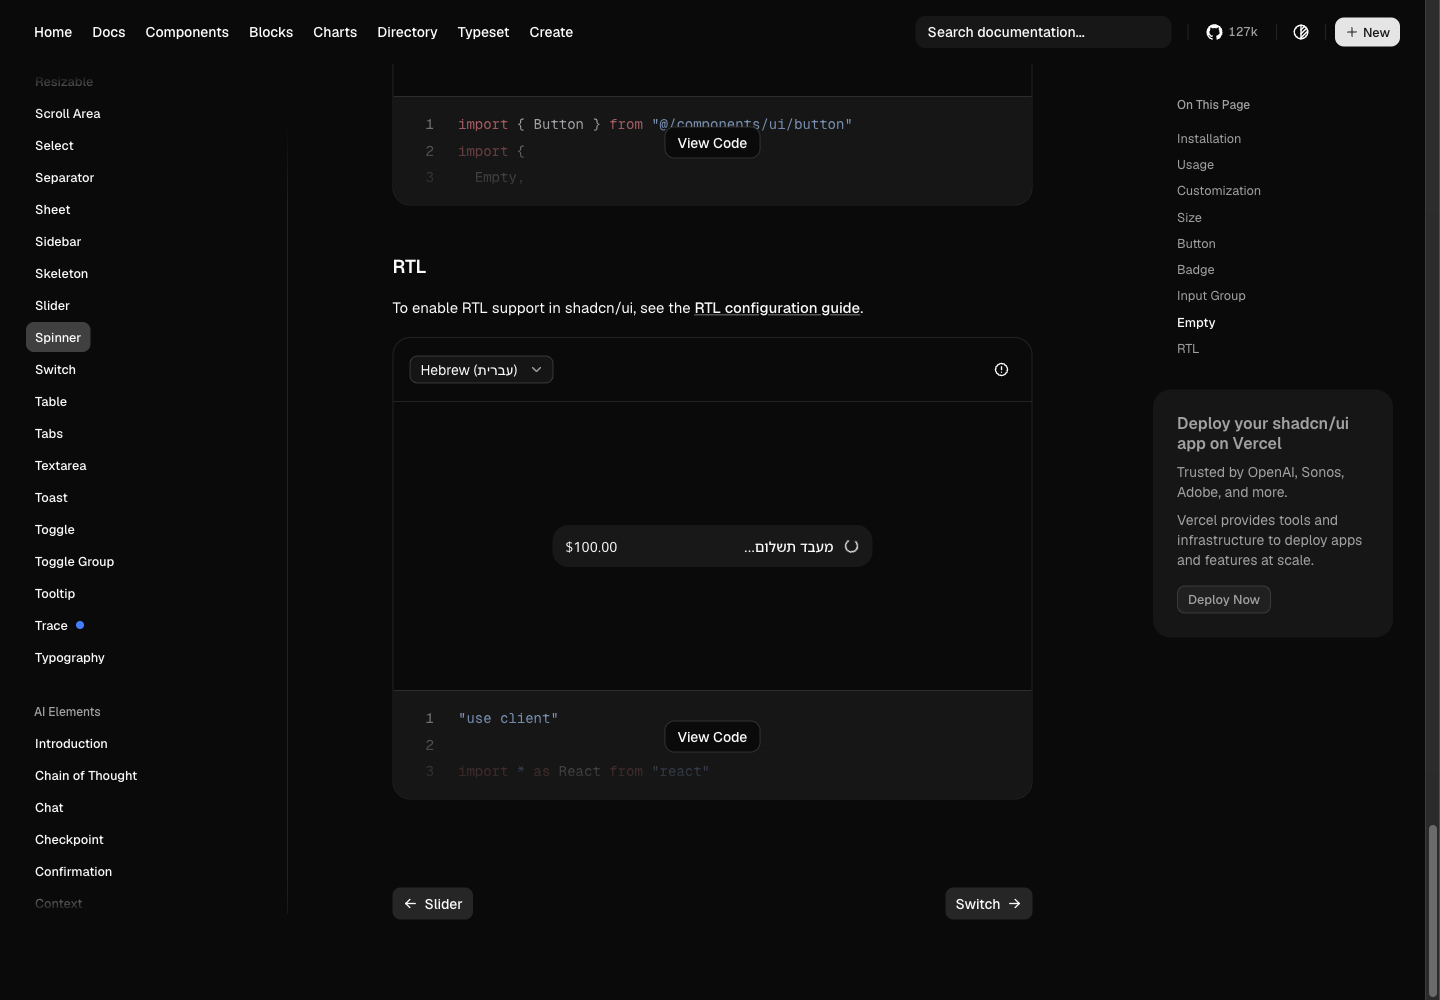 Home Docs Components Blocks Charts Directory Typeset Create
Search documentation...
127k
New
Resizable
Scroll Area
Select
Separator
Sheet
Sidebar
Skeleton
Slider
Spinner
Switch
Table
Tabs
Textarea
Toast
Toggle
Toggle Group
Tooltip
Trace
Typography
AI Elements
Introduction
Chain of Thought
Chat
Checkpoint
Confirmation
Context
1 import { Button } from "@/components/ui/button"
2 import {
3 Empty,
View Code
RTL
To enable RTL support in shadcn/ui, see the RTL configuration guide.
Hebrew (עברית)
מעבד תשלום...
$100.00
1 "use client"
2
3 import * as React from "react"
View Code
Slider
Switch
On This Page
Installation
Usage
Customization
Size
Button
Badge
Input Group
Empty
RTL
Deploy your shadcn/ui
app on Vercel
Trusted by OpenAI, Sonos,
Adobe, and more.
Vercel provides tools and
infrastructure to deploy apps
and features at scale.
Deploy Now